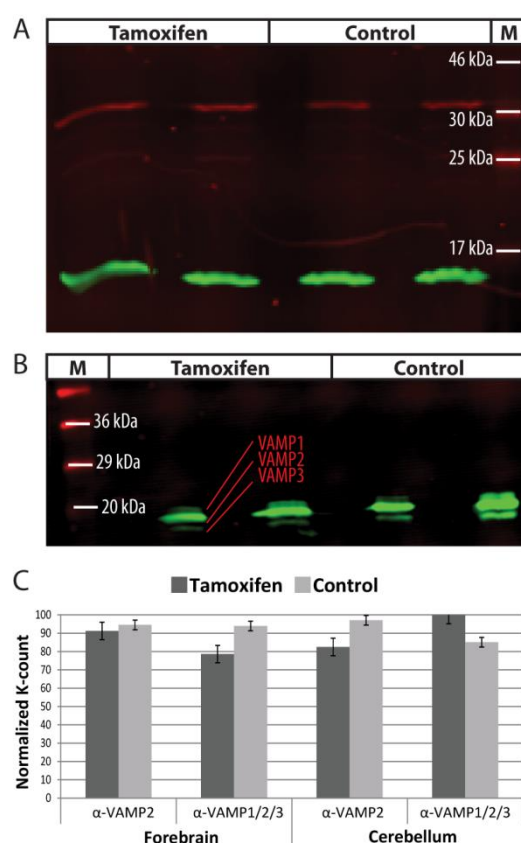 A
Tamoxifen Control M
46 kDa
30 kDa
25 kDa
17 kDa
B
M Tamoxifen Control
36 kDa
29 kDa
20 kDa
VAMP1
VAMP2
VAMP3
C
Tamoxifen Control
Normalized K-count
100
90
80
70
60
50
40
30
20
10
0
α-VAMP2 α-VAMP1/2/3 α-VAMP2 α-VAMP1/2/3
Forebrain Cerebellum